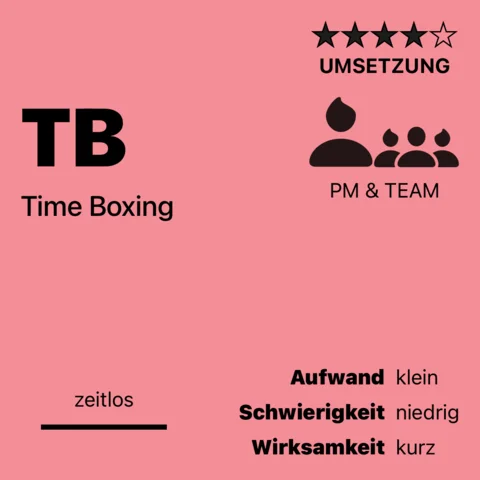 UMSETZUNG
TB
Time Boxing
PM & TEAM
zeitlos
Aufwand klein
Schwierigkeit niedrig
Wirksamkeit kurz